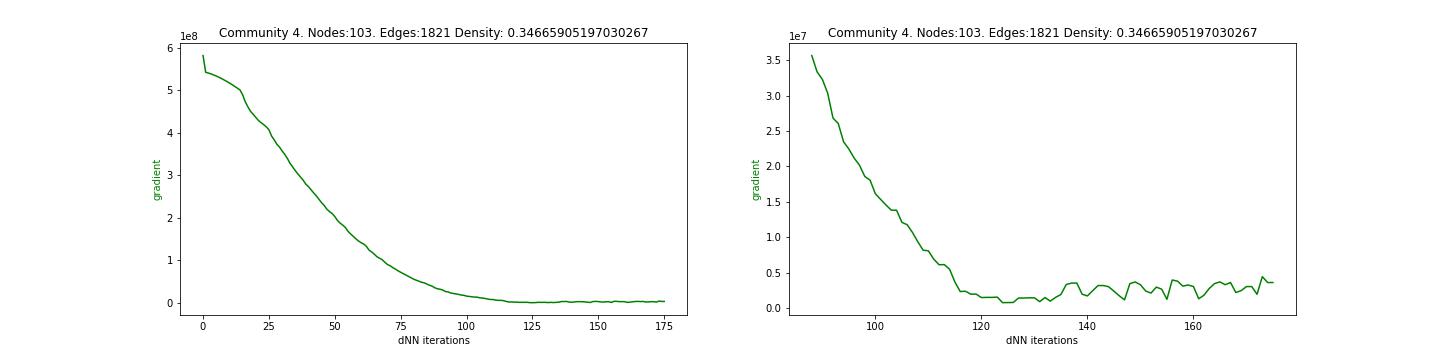 Community 4. Nodes:103. Edges:1821 Density: 0.34665905197030267
1e8
6
5
4
3
2
1
0
gradient
0 25 50 75 100 125 150 175
dNN iterations
Community 4. Nodes:103. Edges:1821 Density: 0.34665905197030267
1e7
3.5
3.0
2.5
2.0
1.5
1.0
0.5
0.0
gradient
100 120 140 160
dNN iterations